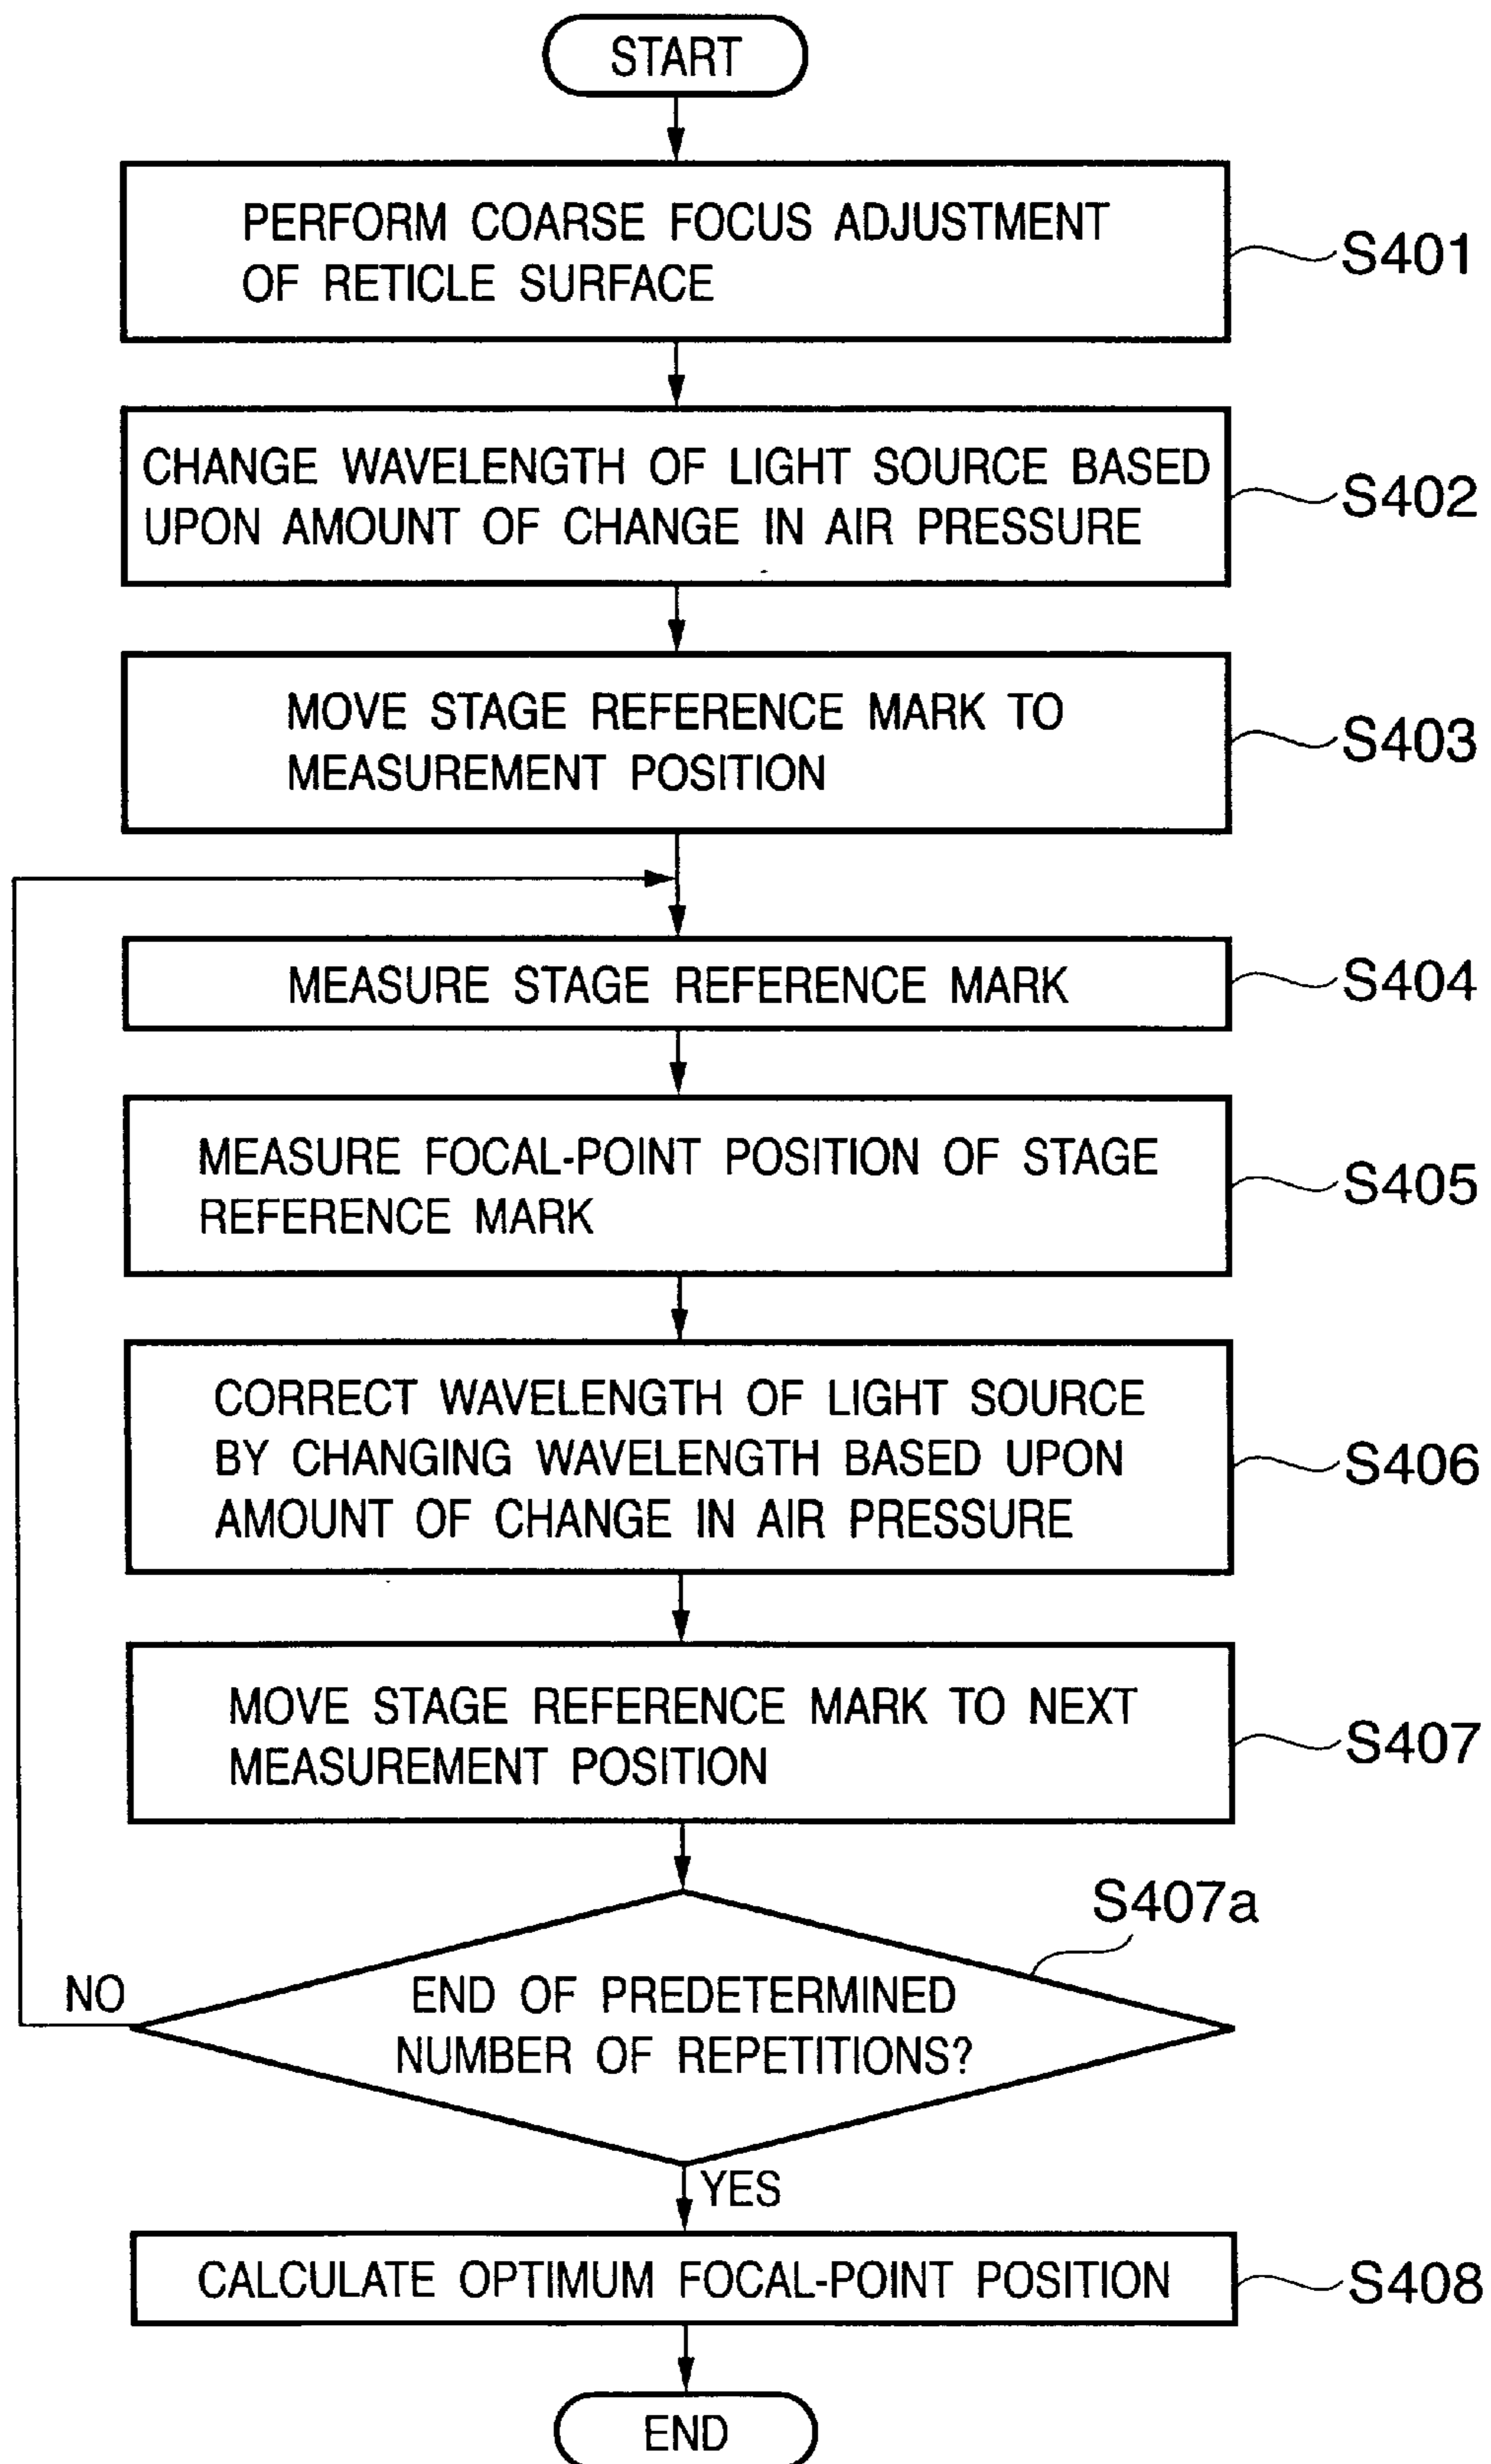 START
PERFORM COARSE FOCUS ADJUSTMENT
OF RETICLE SURFACE
S401
CHANGE WAVELENGTH OF LIGHT SOURCE BASED
UPON AMOUNT OF CHANGE IN AIR PRESSURE
S402
MOVE STAGE REFERENCE MARK TO
MEASUREMENT POSITION
S403
MEASURE STAGE REFERENCE MARK
S404
MEASURE FOCAL-POINT POSITION OF STAGE
REFERENCE MARK
S405
CORRECT WAVELENGTH OF LIGHT SOURCE
BY CHANGING WAVELENGTH BASED UPON
AMOUNT OF CHANGE IN AIR PRESSURE
S406
MOVE STAGE REFERENCE MARK TO NEXT
MEASUREMENT POSITION
S407
S407a
NO
END OF PREDETERMINED
NUMBER OF REPETITIONS?
YES
CALCULATE OPTIMUM FOCAL-POINT POSITION
S408
END